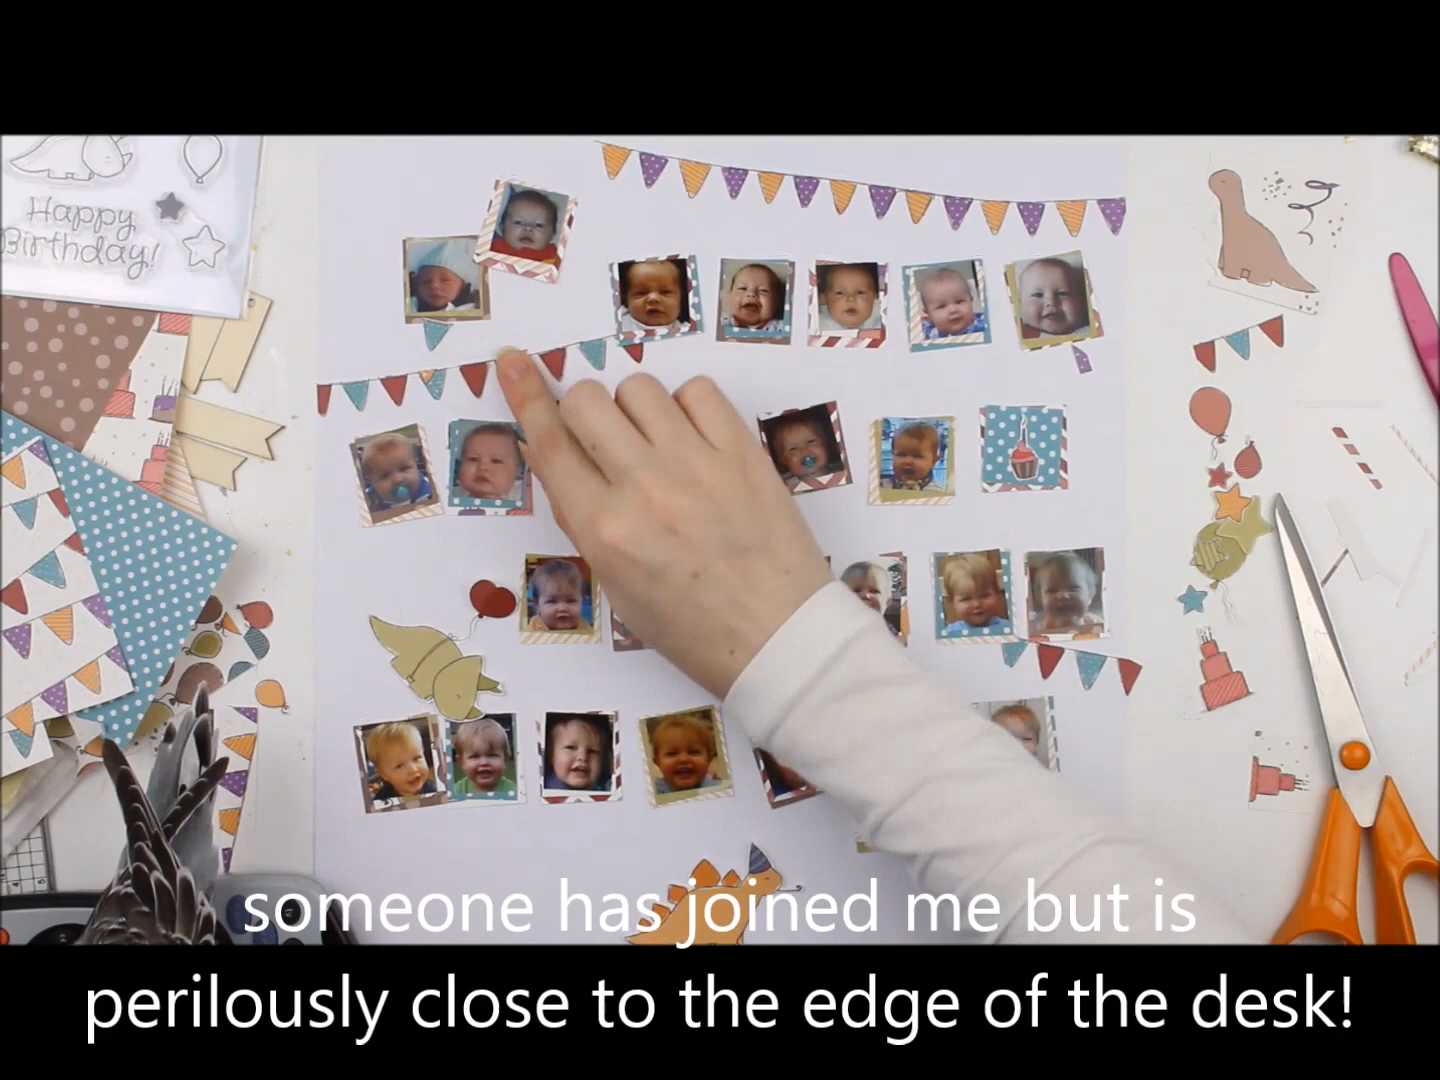 Happy
Birthday!
someone has joined me but is
perilously close to the edge of the desk!